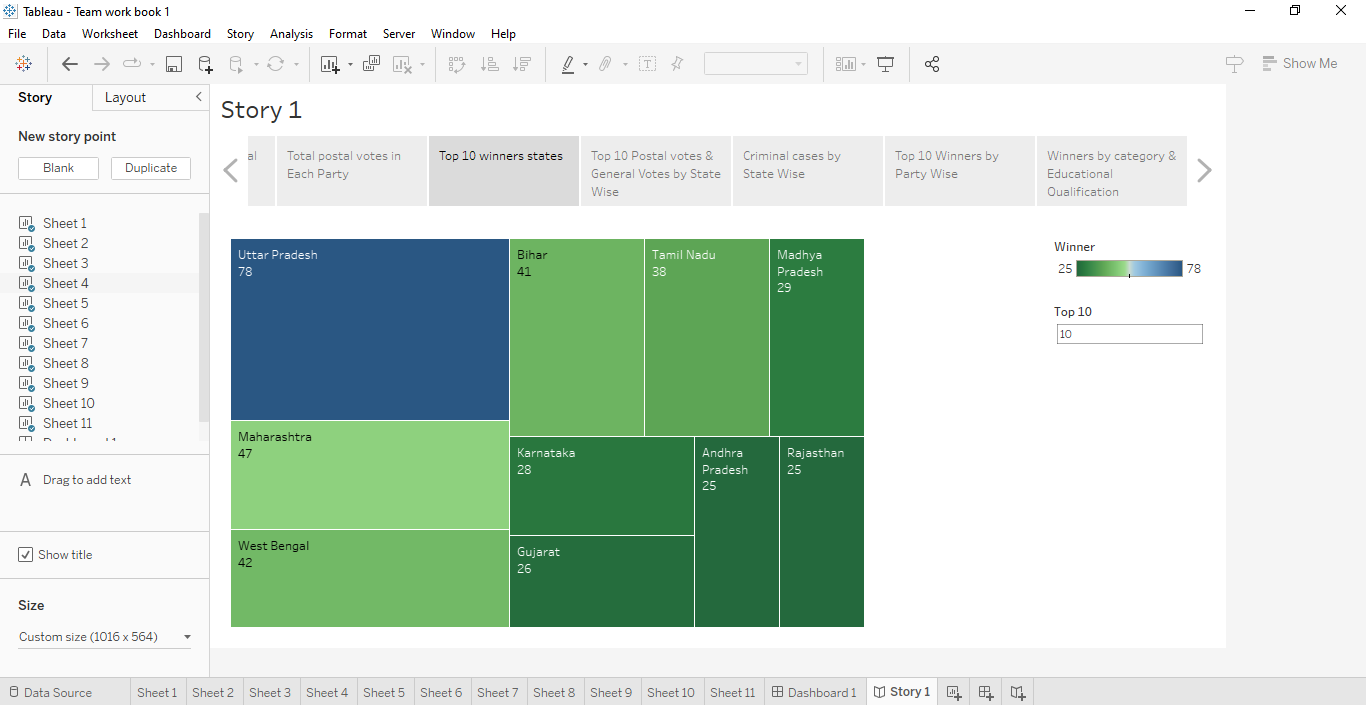 Tableau - Team work book 1
File Data Worksheet Dashboard Story Analysis Format Server Window Help
Show Me
Story Layout
New story point
Blank Duplicate
Sheet 1
Sheet 2
Sheet 3
Sheet 4
Sheet 5
Sheet 6
Sheet 7
Sheet 8
Sheet 9
Sheet 10
Sheet 11
A Drag to add text
Show title
Size
Custom size (1016 x 564)
Story 1
al
Total postal votes in
Each Party
Top 10 winners states
Top 10 Postal votes &
General Votes by State
Wise
Criminal cases by
State Wise
Top 10 Winners by
Party Wise
Winners by category &
Educational
Qualification
Uttar Pradesh
78
Maharashtra
47
West Bengal
42
Bihar
41
Tamil Nadu
38
Madhya
Pradesh
29
Karnataka
28
Gujarat
26
Andhra
Pradesh
25
Rajasthan
25
Winner
25 78
Top 10
10
Data Source Sheet 1 Sheet 2 Sheet 3 Sheet 4 Sheet 5 Sheet 6 Sheet 7 Sheet 8 Sheet 9 Sheet 10 Sheet 11 Dashboard 1 Story 1